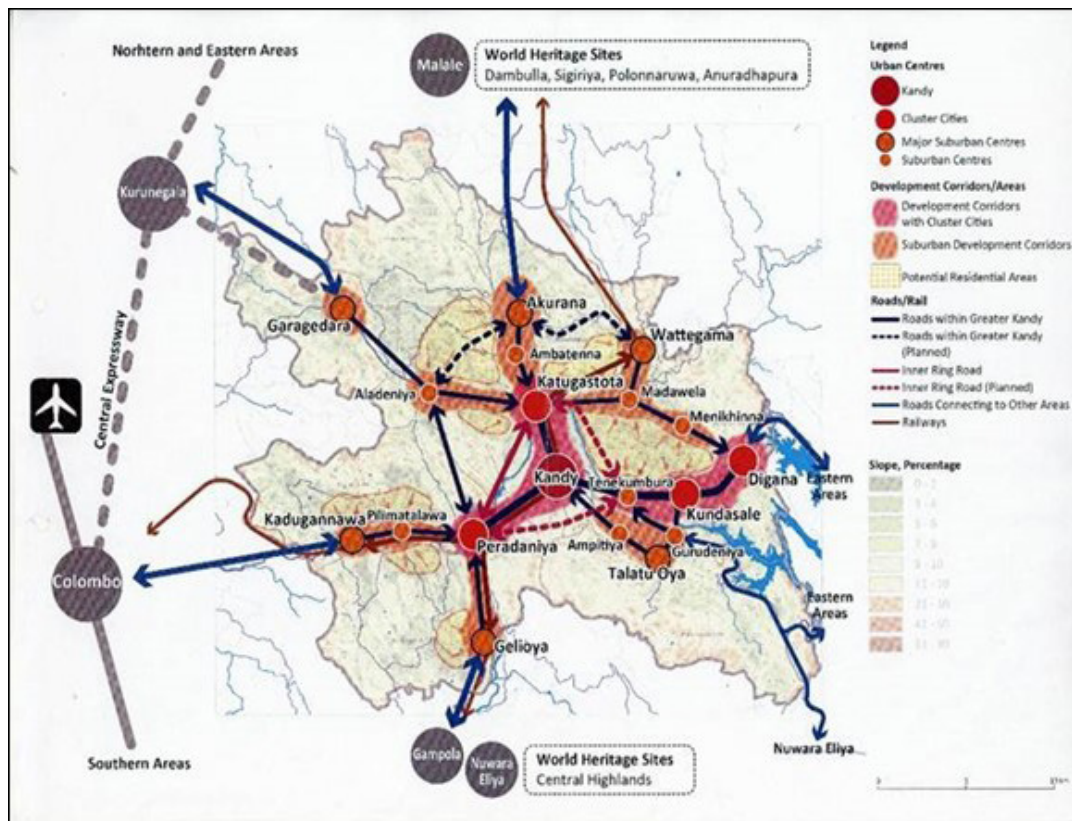 Norhtern and Eastern Areas
Malale
World Heritage Sites
Dambulla, Sigiriya, Polonnaruwa, Anuradhapura
Kurunegala
Central Expressway
Garagedara
Akurana
Ambatenna
Wattegama
Aladeniya
Katugastota
Madawela
Menikhinna
Kandy
Tenekumbura
Digana
Eastern
Areas
Kundasale
Kadugannawa
Pilimatalawa
Peradaniya
Ampitiya
Gurudeniya
Talatu Oya
Colombo
Eastern
Areas
Gelioya
Southern Areas
Gampola
Nuwara
Eliya
World Heritage Sites
Central Highlands
Nuwara Eliya
Legend
Urban Centres
Kandy
Cluster Cities
Major Suburban Centres
Suburban Centres
Development Corridors/Areas
Development Corridors
with Cluster Cities
Suburban Development Corridors
Potential Residential Areas
Roads/Rail
Roads within Greater Kandy
Roads within Greater Kandy
(Planned)
Inner Ring Road
Inner Ring Road (Planned)
Roads Connecting to Other Areas
Railways
Slope, Percentage